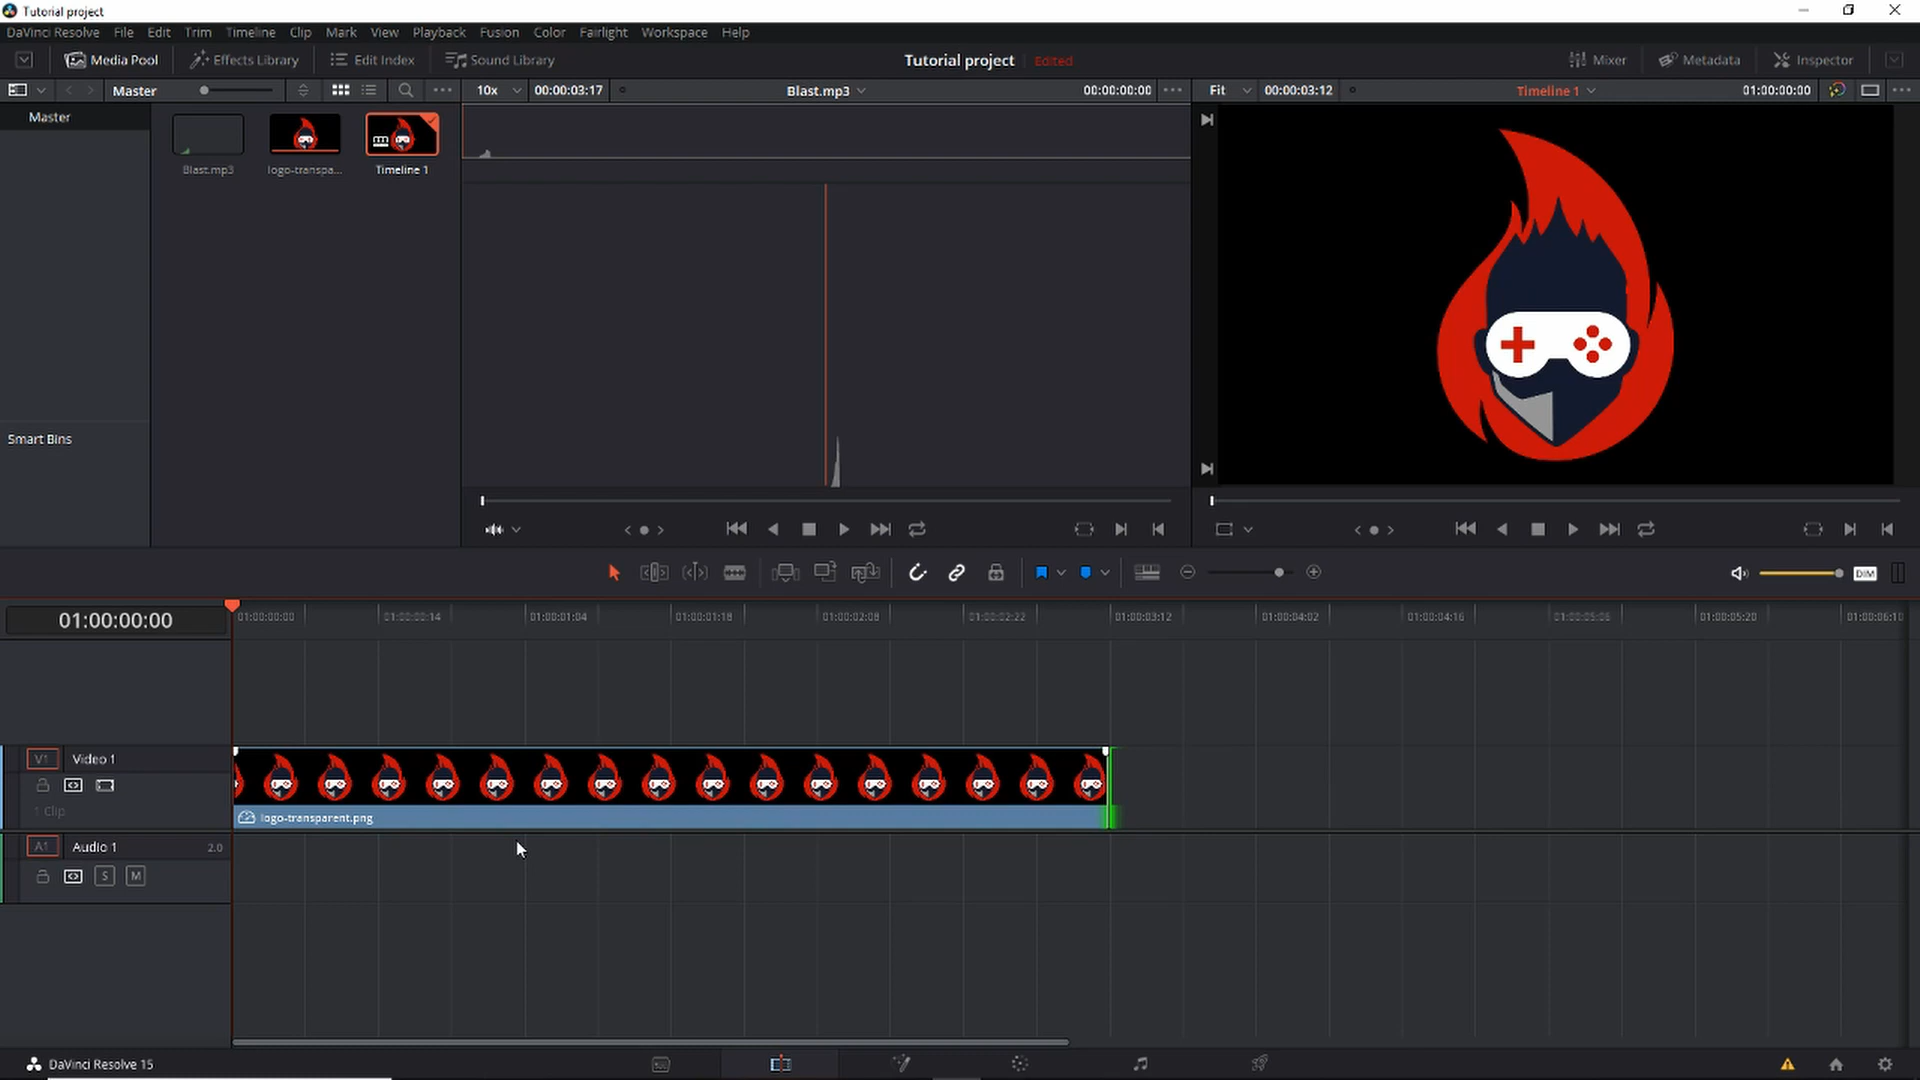 Tutorial project
DaVinci Resolve File Edit Trim Timeline Clip Mark View Playback Fusion Color Fairlight Workspace Help
Media Pool Effects Library Edit Index Sound Library Tutorial project Edited Mixer Metadata Inspector
Master 10x 00:00:03:17 Blast.mp3 00:00:00:00 Fit 00:00:03:12 Timeline 1 01:00:00:00
Master
Blast.mp3 logo-transpa... Timeline 1
Smart Bins
DIM
01:00:00:00 01:00:00:00 01:00:00:14 01:00:01:04 01:00:01:18 01:00:02:08 01:00:02:22 01:00:03:12 01:00:04:02 01:00:04:16 01:00:05:06 01:00:05:20 01:00:06:10
V1 Video 1
1 Clip
logo-transparent.png
A1 Audio 1 2.0
S M
DaVinci Resolve 15